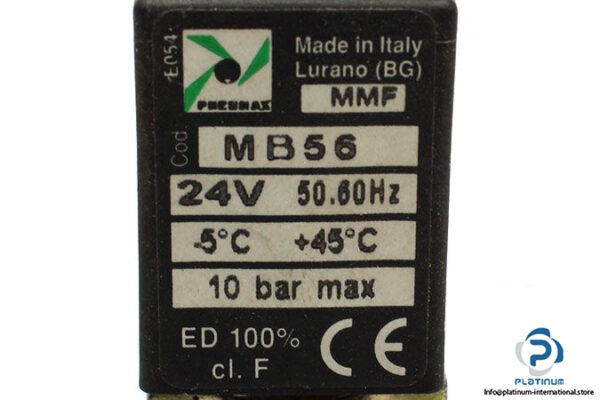 E054
PNEUMAX
Made in Italy
Lurano (BG)
MMF
Cod.
MB56
24V 50.60Hz
-5°C +45°C
10 bar max
ED 100%
cl. F
CE
PLATINUM
info@platinum-international.store